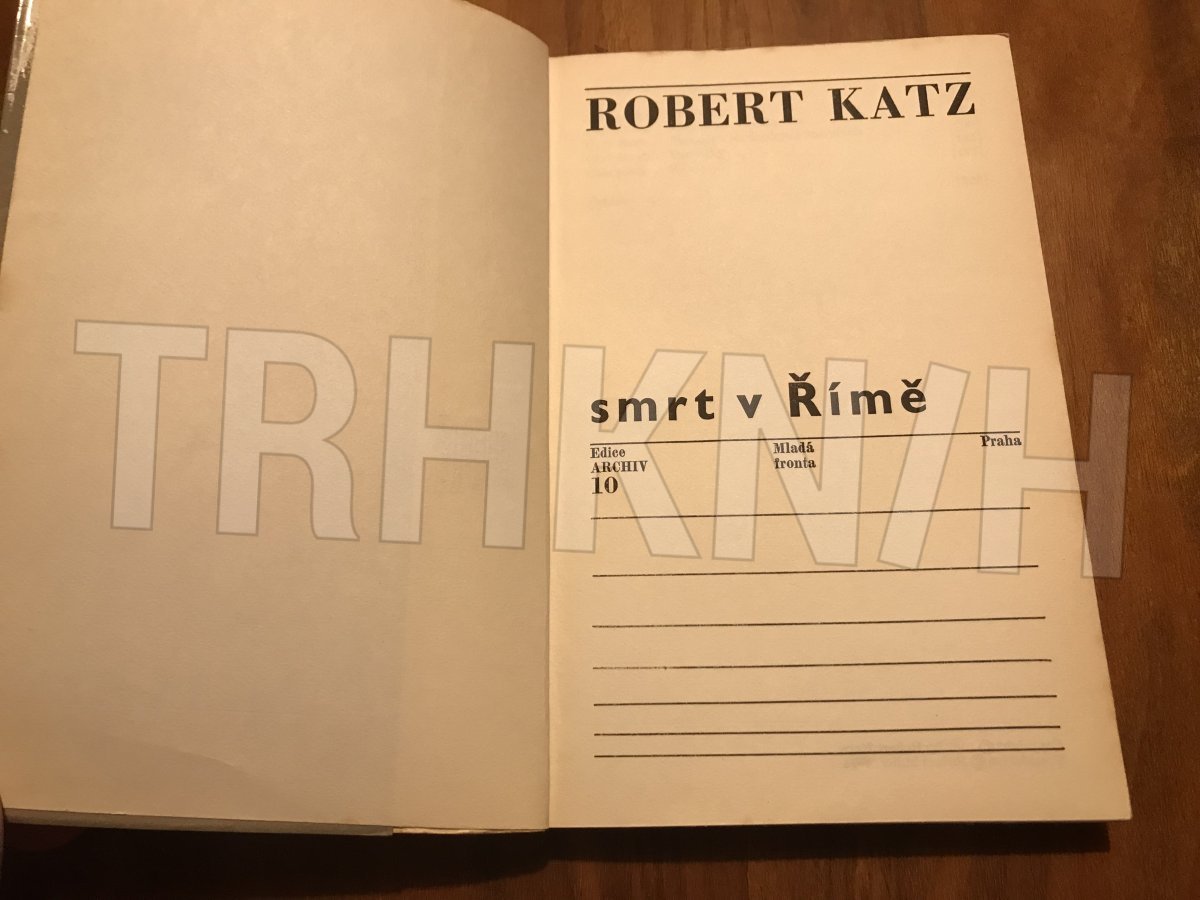 ROBERT KATZ
smrt v Římě
Edice Mladá Praha
ARCHIV fronta
10
TRHKNIH